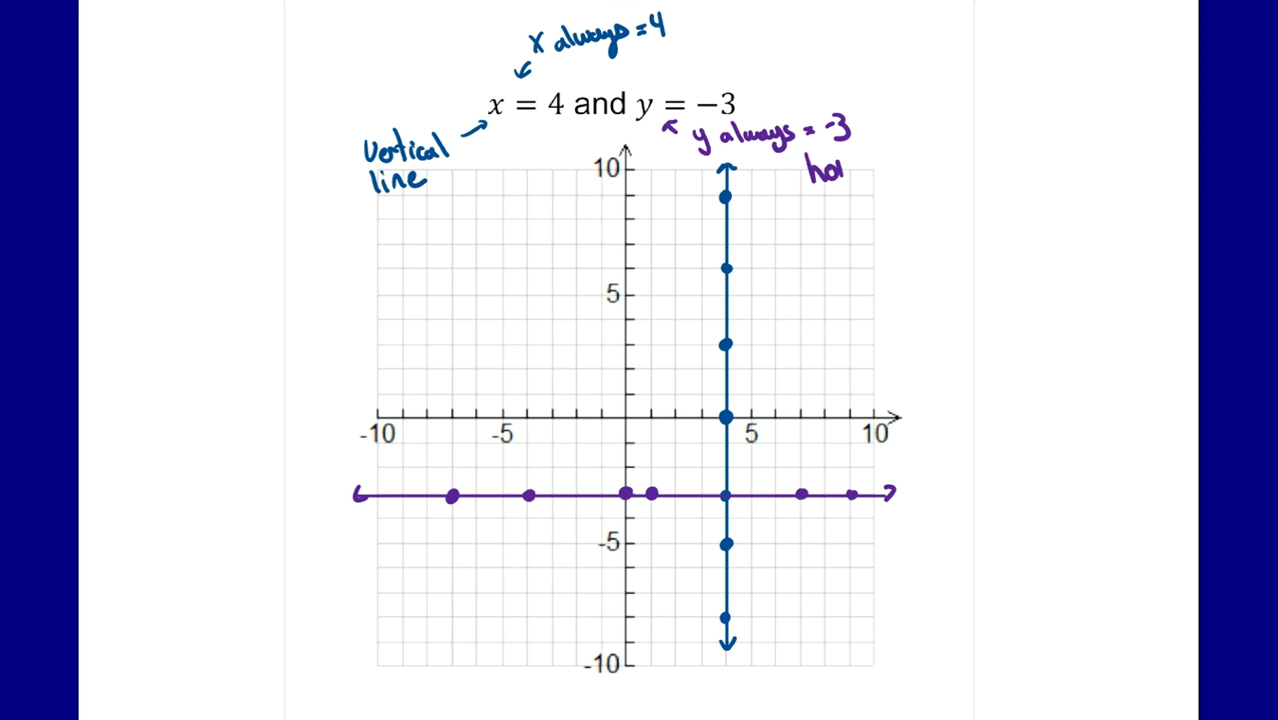 x always = 4
x = 4 and y = −3
Vertical
line
y always = -3
hor
10
5
-10
-5
5
10
-5
-10